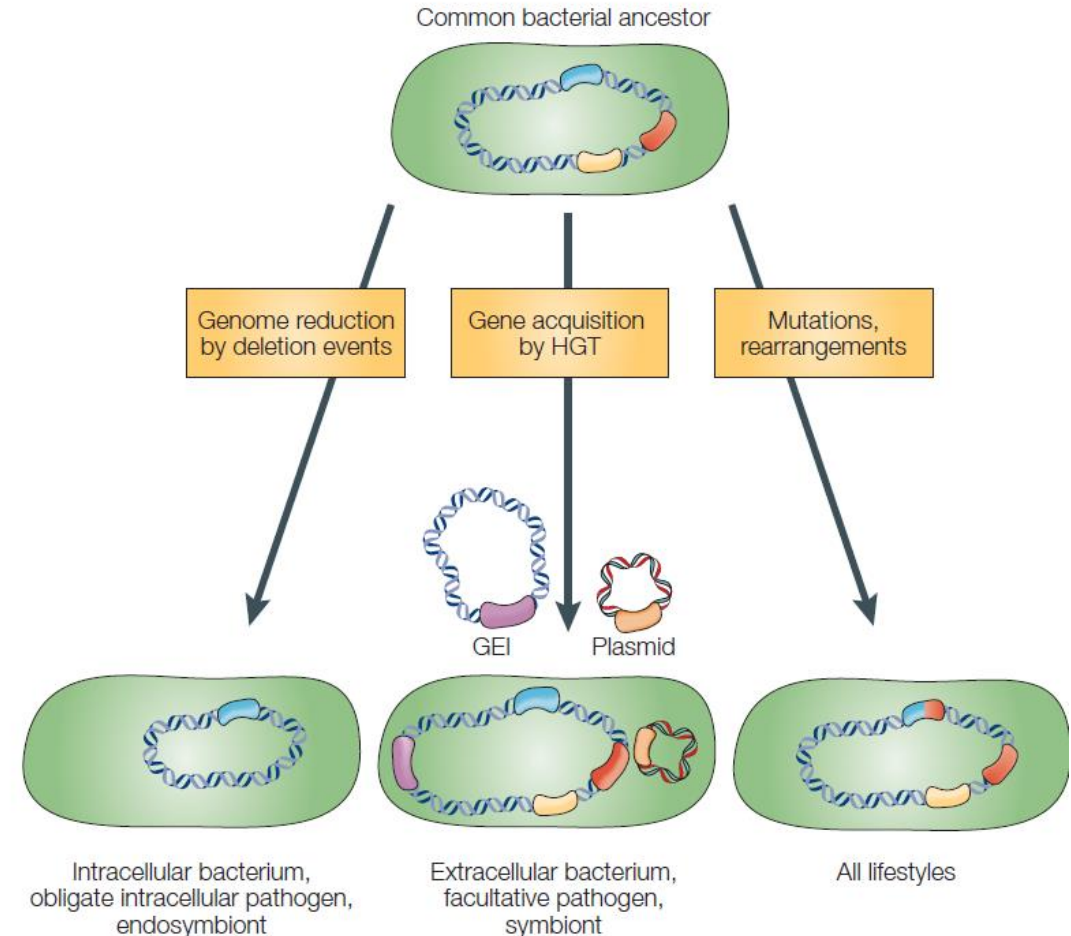 Common bacterial ancestor
Genome reduction
by deletion events
Gene acquisition
by HGT
Mutations,
rearrangements
GEI
Plasmid
Intracellular bacterium,
obligate intracellular pathogen,
endosymbiont
Extracellular bacterium,
facultative pathogen,
symbiont
All lifestyles